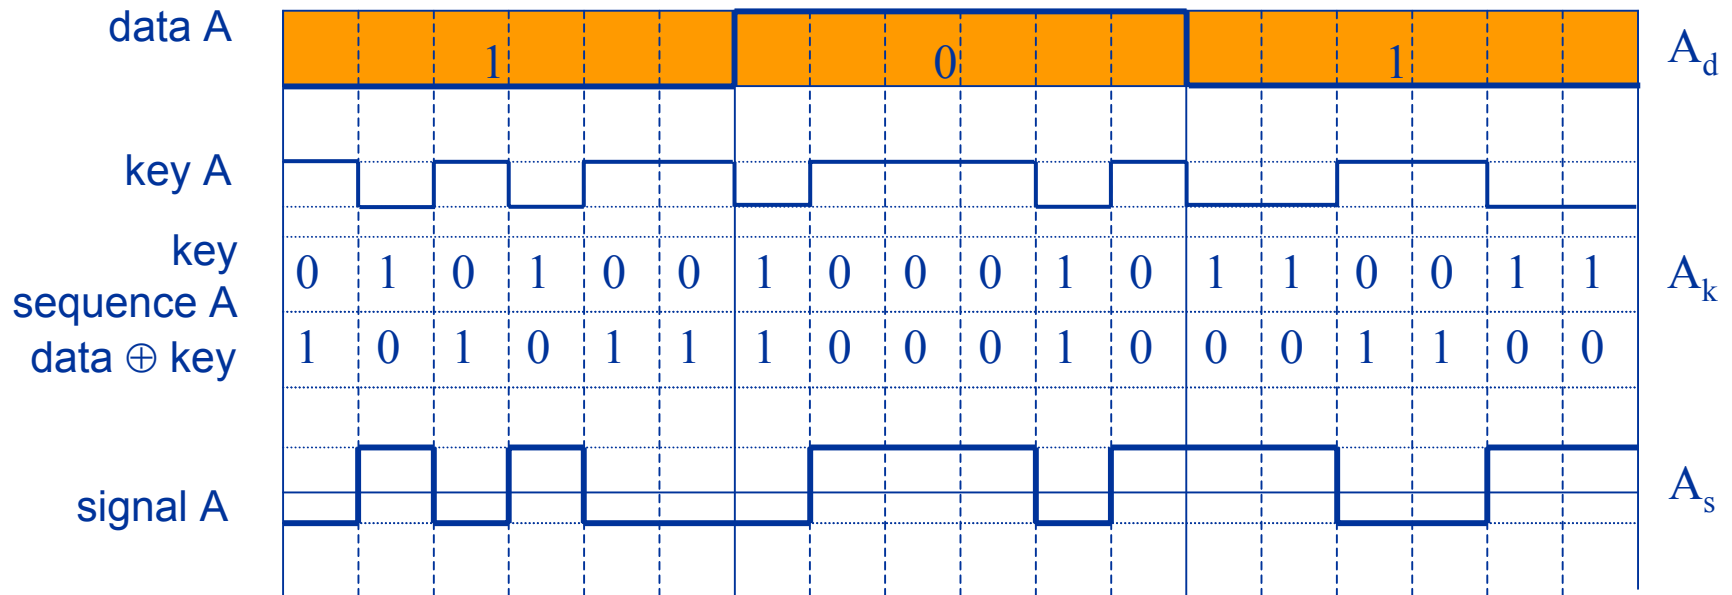 data A 1 0 1 A_d
key A
key
sequence A 0 1 0 1 0 0 1 0 0 0 1 0 1 1 0 0 1 1 A_k
data ⊕ key 1 0 1 0 1 1 1 0 0 0 1 0 0 0 1 1 0 0
signal A A_s